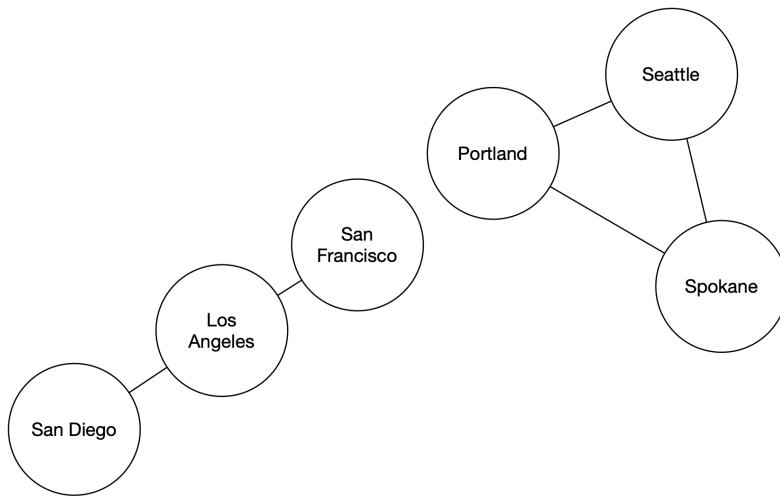 Seattle
Portland
San
Francisco
Spokane
Los
Angeles
San Diego